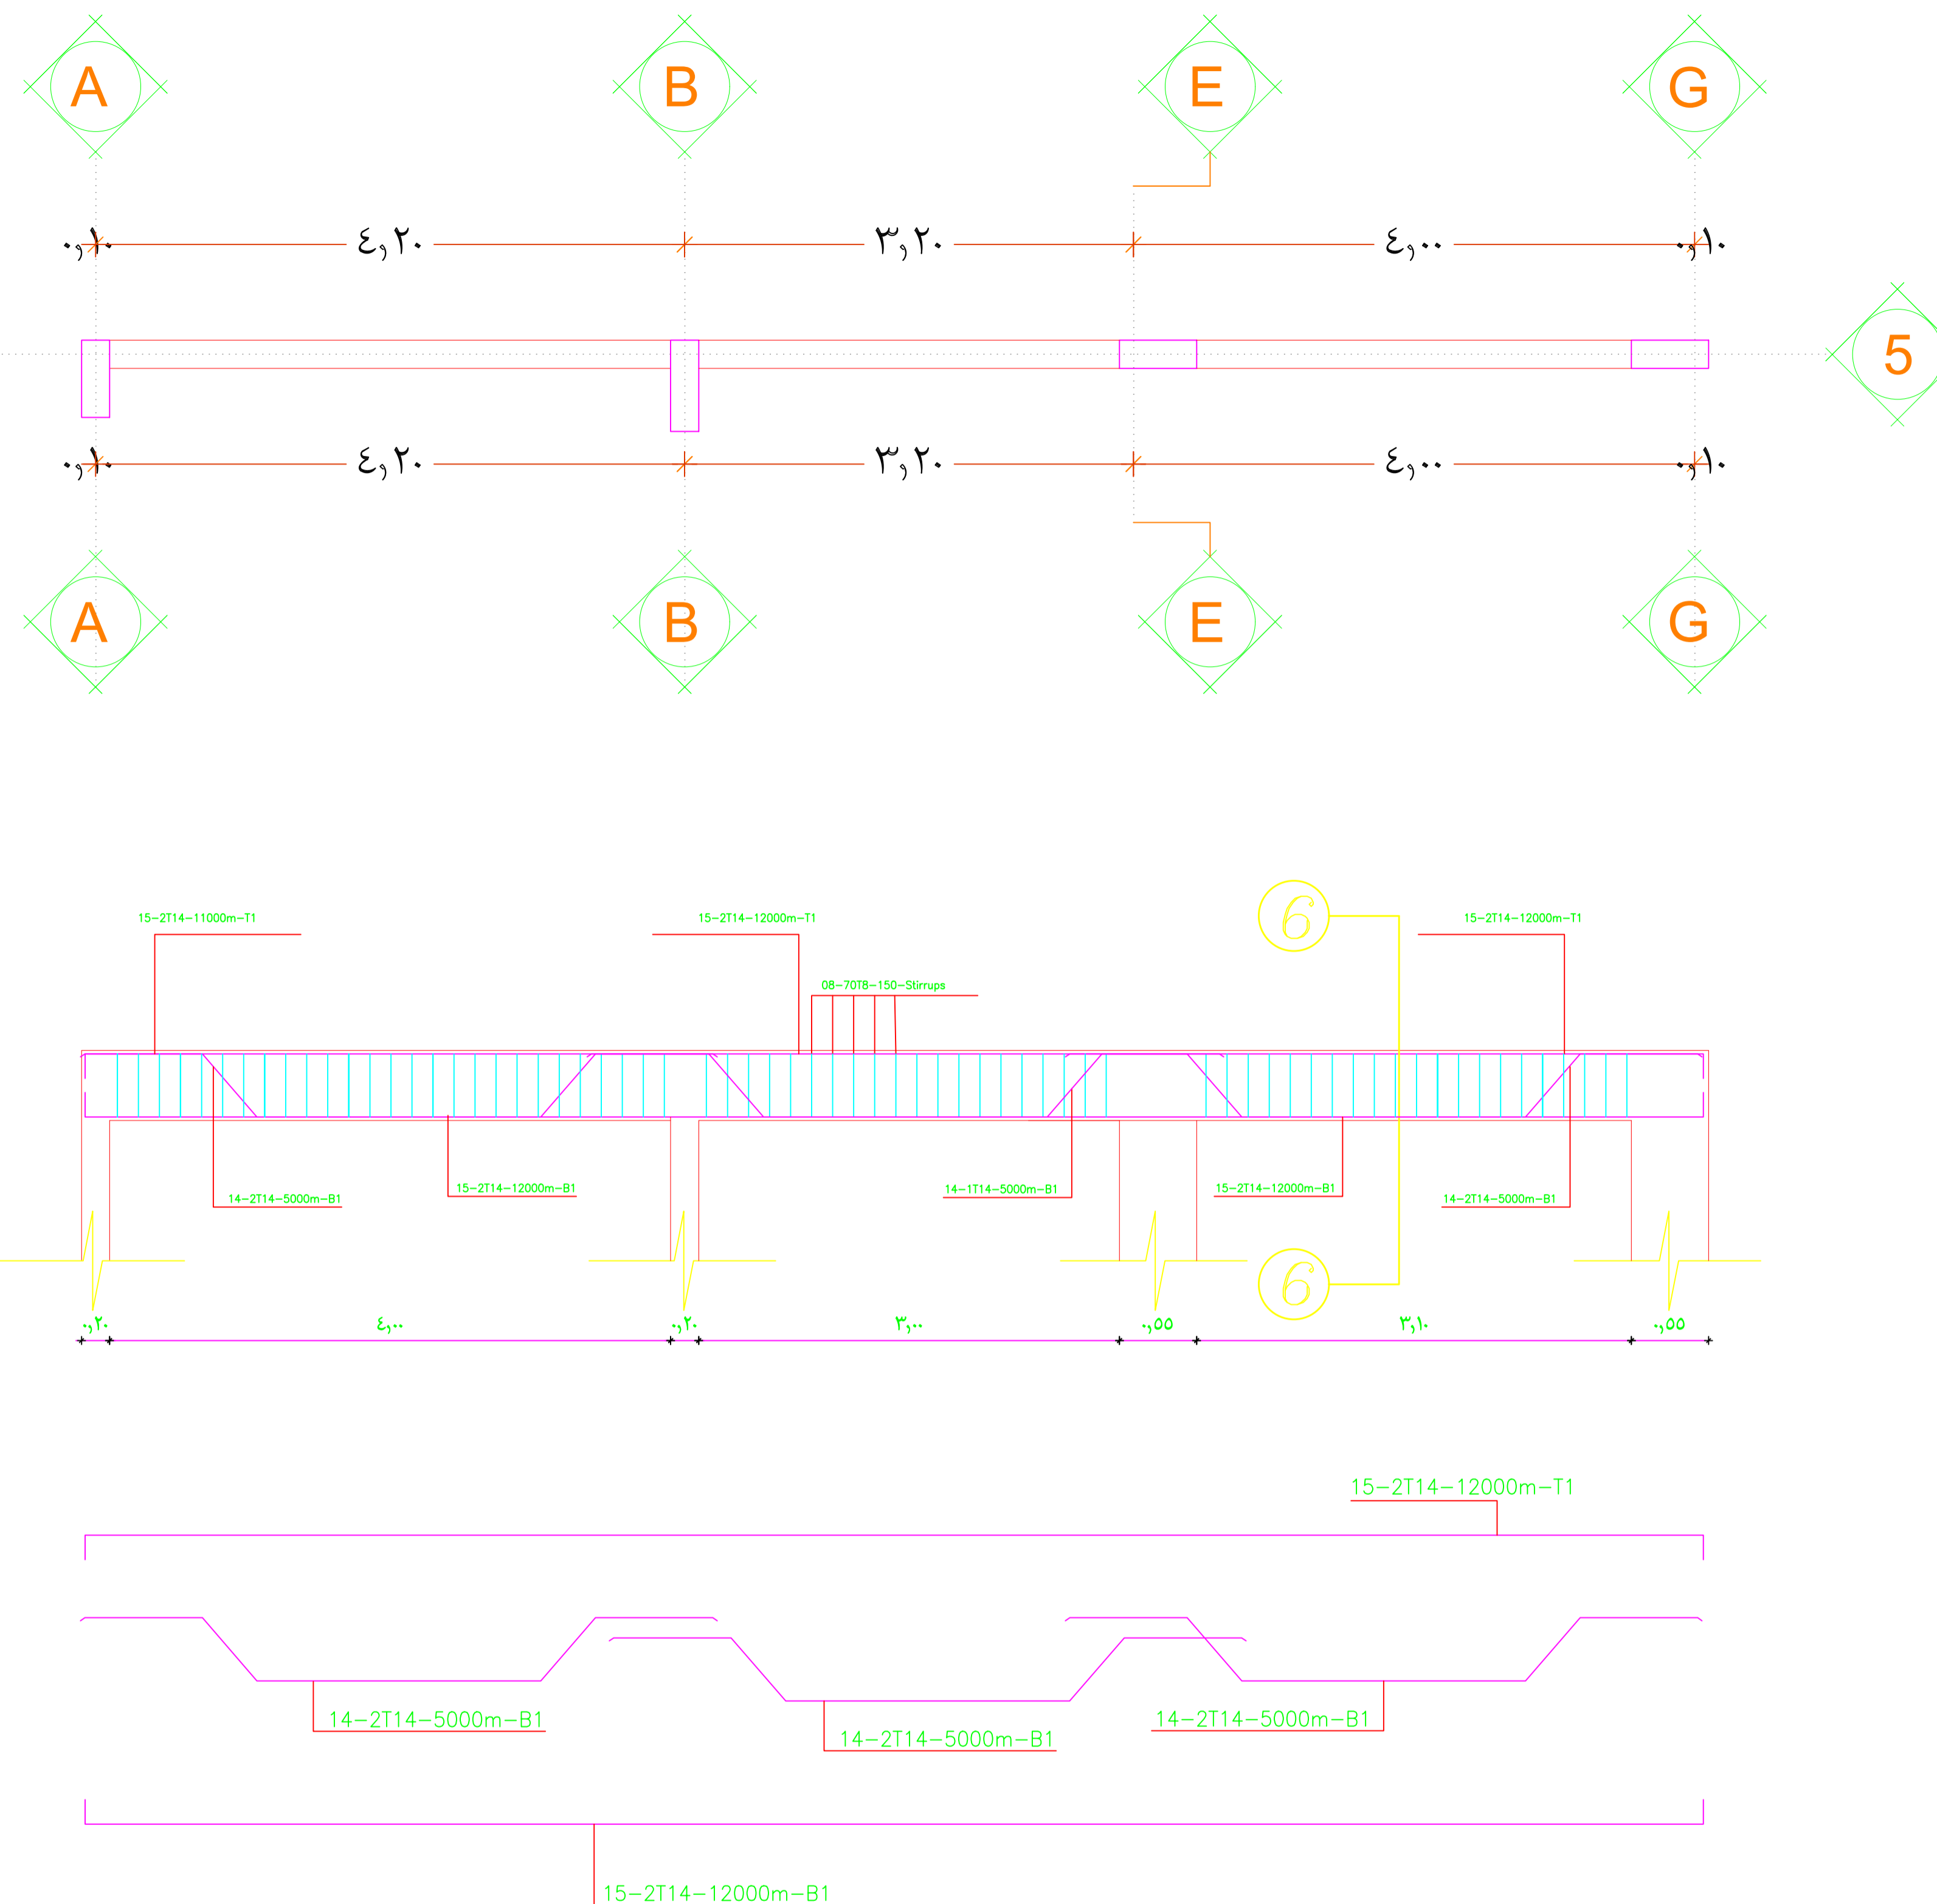 A B E G
٠,١٠ ٤,٢٠ ٣,٢٠ ٤,٠٠ ٠,١٠
5
٠,١٠ ٤,٢٠ ٣,٢٠ ٤,٠٠ ٠,١٠
A B E G
6
15-2T14-11000m-T1 15-2T14-12000m-T1 15-2T14-12000m-T1
08-70T8-150-Stirrups
14-2T14-5000m-B1 15-2T14-12000m-B1 14-1T14-5000m-B1 15-2T14-12000m-B1 14-2T14-5000m-B1
6
٠,٢٠ ٤,٠٠ ٠,٢٠ ٣,٠٠ ٠,٥٥ ٣,١٠ ٠,٥٥
15-2T14-12000m-T1
14-2T14-5000m-B1 14-2T14-5000m-B1 14-2T14-5000m-B1
15-2T14-12000m-B1